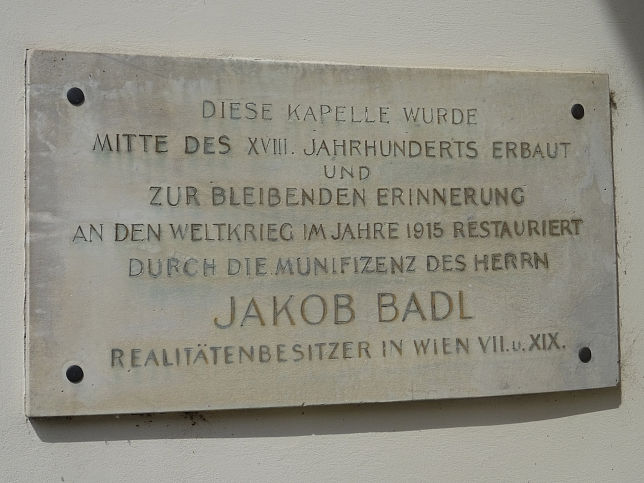 DIESE KAPELLE WURDE
MITTE DES XVIII. JAHRHUNDERTS ERBAUT
UND
ZUR BLEIBENDEN ERINNERUNG
AN DEN WELTKRIEG IM JAHRE 1915 RESTAURIERT
DURCH DIE MUNIFIZENZ DES HERRN
JAKOB BADL
REALITÄTENBESITZER IN WIEN VII. u. XIX.